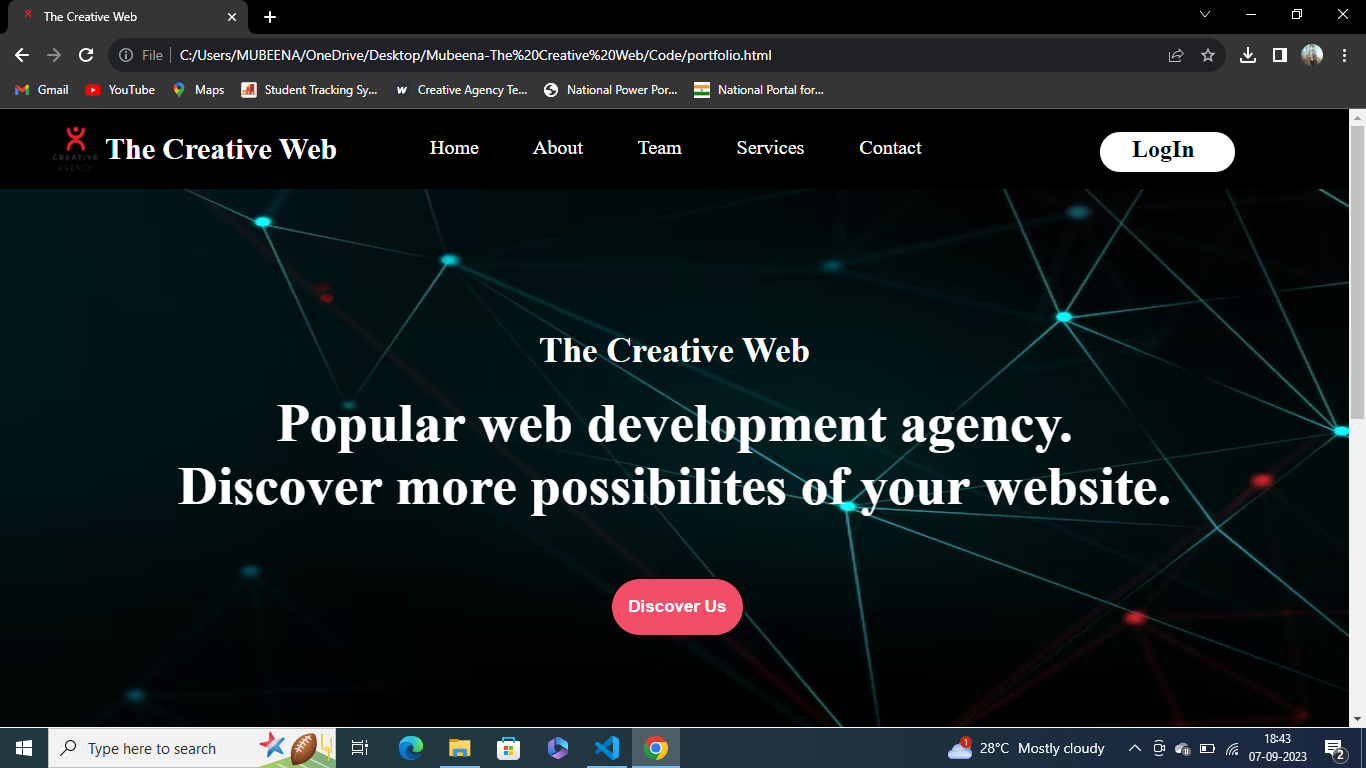 The Creative Web
File
C:/Users/MUBEENA/OneDrive/Desktop/Mubeena-The%20Creative%20Web/Code/portfolio.html
Gmail
YouTube
Maps
Student Tracking Sy...
Creative Agency Te...
National Power Por...
National Portal for...
CREATIVE
AGENCY
The Creative Web
Home
About
Team
Services
Contact
LogIn
The Creative Web
Popular web development agency.
Discover more possibilites of your website.
Discover Us
Type here to search
1
28°C Mostly cloudy
18:43
07-09-2023
2